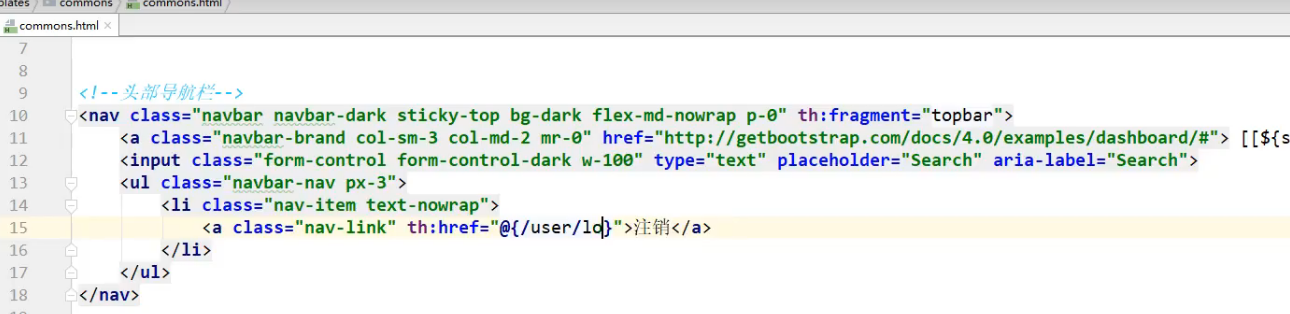 commons commons.html
commons.html
7
8
9 <!--头部导航栏-->
10 <nav class="navbar navbar-dark sticky-top bg-dark flex-md-nowrap p-0" th:fragment="topbar">
11 <a class="navbar-brand col-sm-3 col-md-2 mr-0" href="http://getbootstrap.com/docs/4.0/examples/dashboard/#"> [[${s
12 <input class="form-control form-control-dark w-100" type="text" placeholder="Search" aria-label="Search">
13 <ul class="navbar-nav px-3">
14 <li class="nav-item text-nowrap">
15 <a class="nav-link" th:href="@{/user/lo}">注销</a>
16 </li>
17 </ul>
18 </nav>